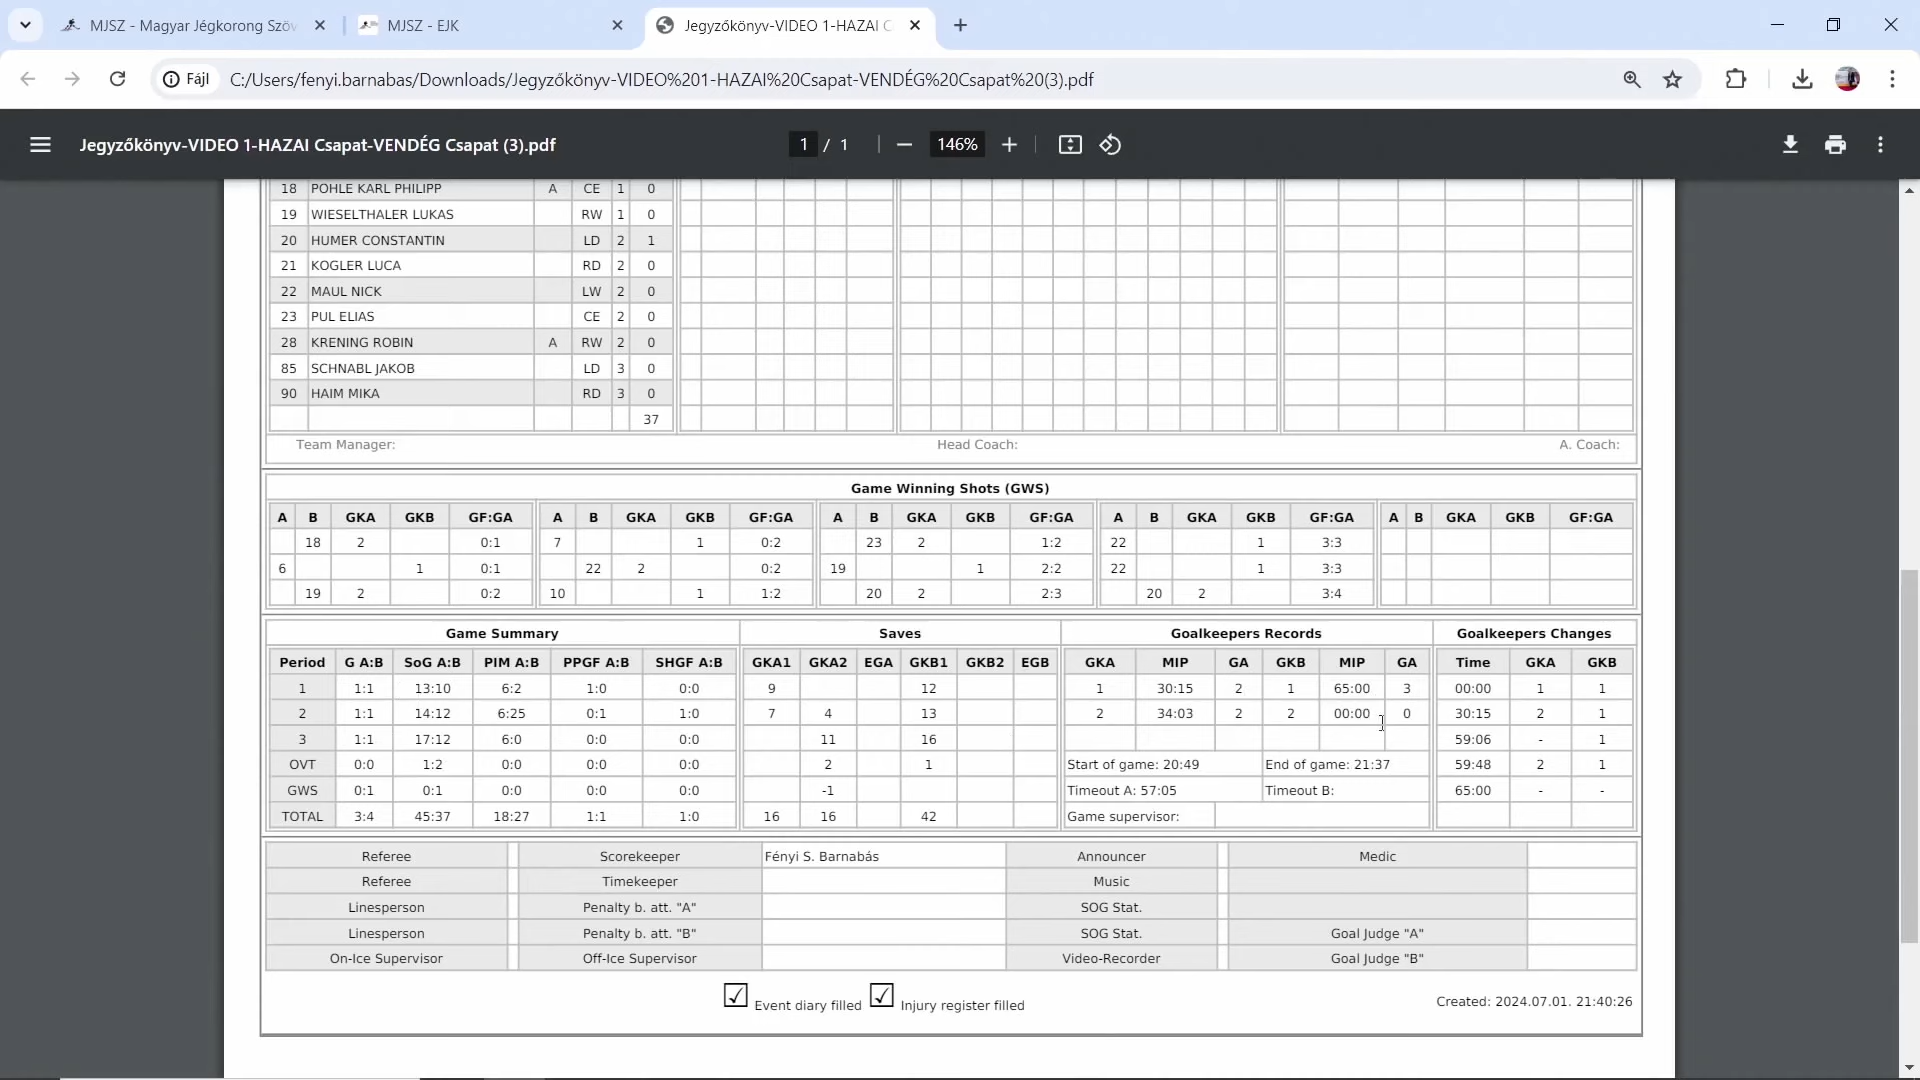 MJSZ - Magyar Jégkorong Szöv
MJSZ - EJK
Jegyzőkönyv-VIDEO 1-HAZAI C
Fájl
C:/Users/fenyi.barnabas/Downloads/Jegyzőkönyv-VIDEO%201-HAZAI%20Csapat-VENDÉG%20Csapat%20(3).pdf
Jegyzőkönyv-VIDEO 1-HAZAI Csapat-VENDÉG Csapat (3).pdf 1 / 1 146%
18 POHLE KARL PHILIPP A CE 1 0
19 WIESELTHALER LUKAS RW 1 0
20 HUMER CONSTANTIN LD 2 1
21 KOGLER LUCA RD 2 0
22 MAUL NICK LW 2 0
23 PUL ELIAS CE 2 0
28 KRENING ROBIN A RW 2 0
85 SCHNABL JAKOB LD 3 0
90 HAIM MIKA RD 3 0
37
Team Manager: Head Coach: A. Coach:
Game Winning Shots (GWS)
A B GKA GKB GF:GA A B GKA GKB GF:GA A B GKA GKB GF:GA A B GKA GKB GF:GA A B GKA GKB GF:GA
18 2 0:1 7 1 0:2 23 2 1:2 22 1 3:3
6 1 0:1 22 2 0:2 19 1 2:2 22 1 3:3
19 2 0:2 10 1 1:2 20 2 2:3 20 2 3:4
Game Summary Saves Goalkeepers Records Goalkeepers Changes
Period G A:B SoG A:B PIM A:B PPGF A:B SHGF A:B GKA1 GKA2 EGA GKB1 GKB2 EGB GKA MIP GA GKB MIP GA Time GKA GKB
1 1:1 13:10 6:2 1:0 0:0 9 12 1 30:15 2 1 65:00 3 00:00 1 1
2 1:1 14:12 6:25 0:1 1:0 7 4 13 2 34:03 2 2 00:00 0 30:15 2 1
3 1:1 17:12 6:0 0:0 0:0 11 16 59:06 - 1
OVT 0:0 1:2 0:0 0:0 0:0 2 1 Start of game: 20:49 End of game: 21:37 59:48 2 1
GWS 0:1 0:1 0:0 0:0 0:0 -1 Timeout A: 57:05 Timeout B: 65:00 - -
TOTAL 3:4 45:37 18:27 1:1 1:0 16 16 42 Game supervisor:
Referee Scorekeeper Fényi S. Barnabás Announcer Medic
Referee Timekeeper Music
Linesperson Penalty b. att. "A" SOG Stat.
Linesperson Penalty b. att. "B" SOG Stat. Goal Judge "A"
On-Ice Supervisor Off-Ice Supervisor Video-Recorder Goal Judge "B"
Event diary filled Injury register filled Created: 2024.07.01. 21:40:26